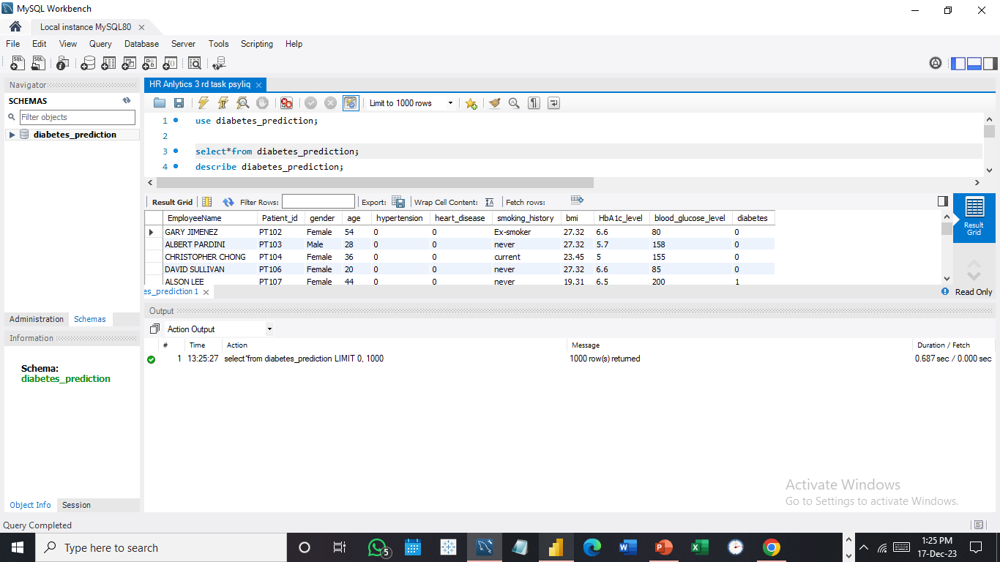 MySQL Workbench
Local instance MySQL80
File Edit View Query Database Server Tools Scripting Help
Navigator
SCHEMAS
Filter objects
diabetes_prediction
Administration Schemas
Information
Schema:
diabetes_prediction
Object Info Session
HR Anlytics 3 rd task psyliq
Limit to 1000 rows
1 use diabetes_prediction;
2
3 select*from diabetes_prediction;
4 describe diabetes_prediction;
Result Grid Filter Rows: Export: Wrap Cell Content: Fetch rows:
EmployeeName Patient_id gender age hypertension heart_disease smoking_history bmi HbA1c_level blood_glucose_level diabetes
GARY JIMENEZ PT102 Female 54 0 0 Ex-smoker 27.32 6.6 80 0
ALBERT PARDINI PT103 Male 28 0 0 never 27.32 5.7 158 0
CHRISTOPHER CHONG PT104 Female 36 0 0 current 23.45 5 155 0
DAVID SULLIVAN PT106 Female 20 0 0 never 27.32 6.6 85 0
ALSON LEE PT107 Female 44 0 0 never 19.31 6.5 200 1
Result
Grid
es_prediction 1
Read Only
Output
Action Output
# Time Action Message Duration / Fetch
1 13:25:27 select*from diabetes_prediction LIMIT 0, 1000 1000 row(s) returned 0.687 sec / 0.000 sec
Activate Windows
Go to Settings to activate Windows.
Query Completed
Type here to search
5
1:25 PM
17-Dec-23